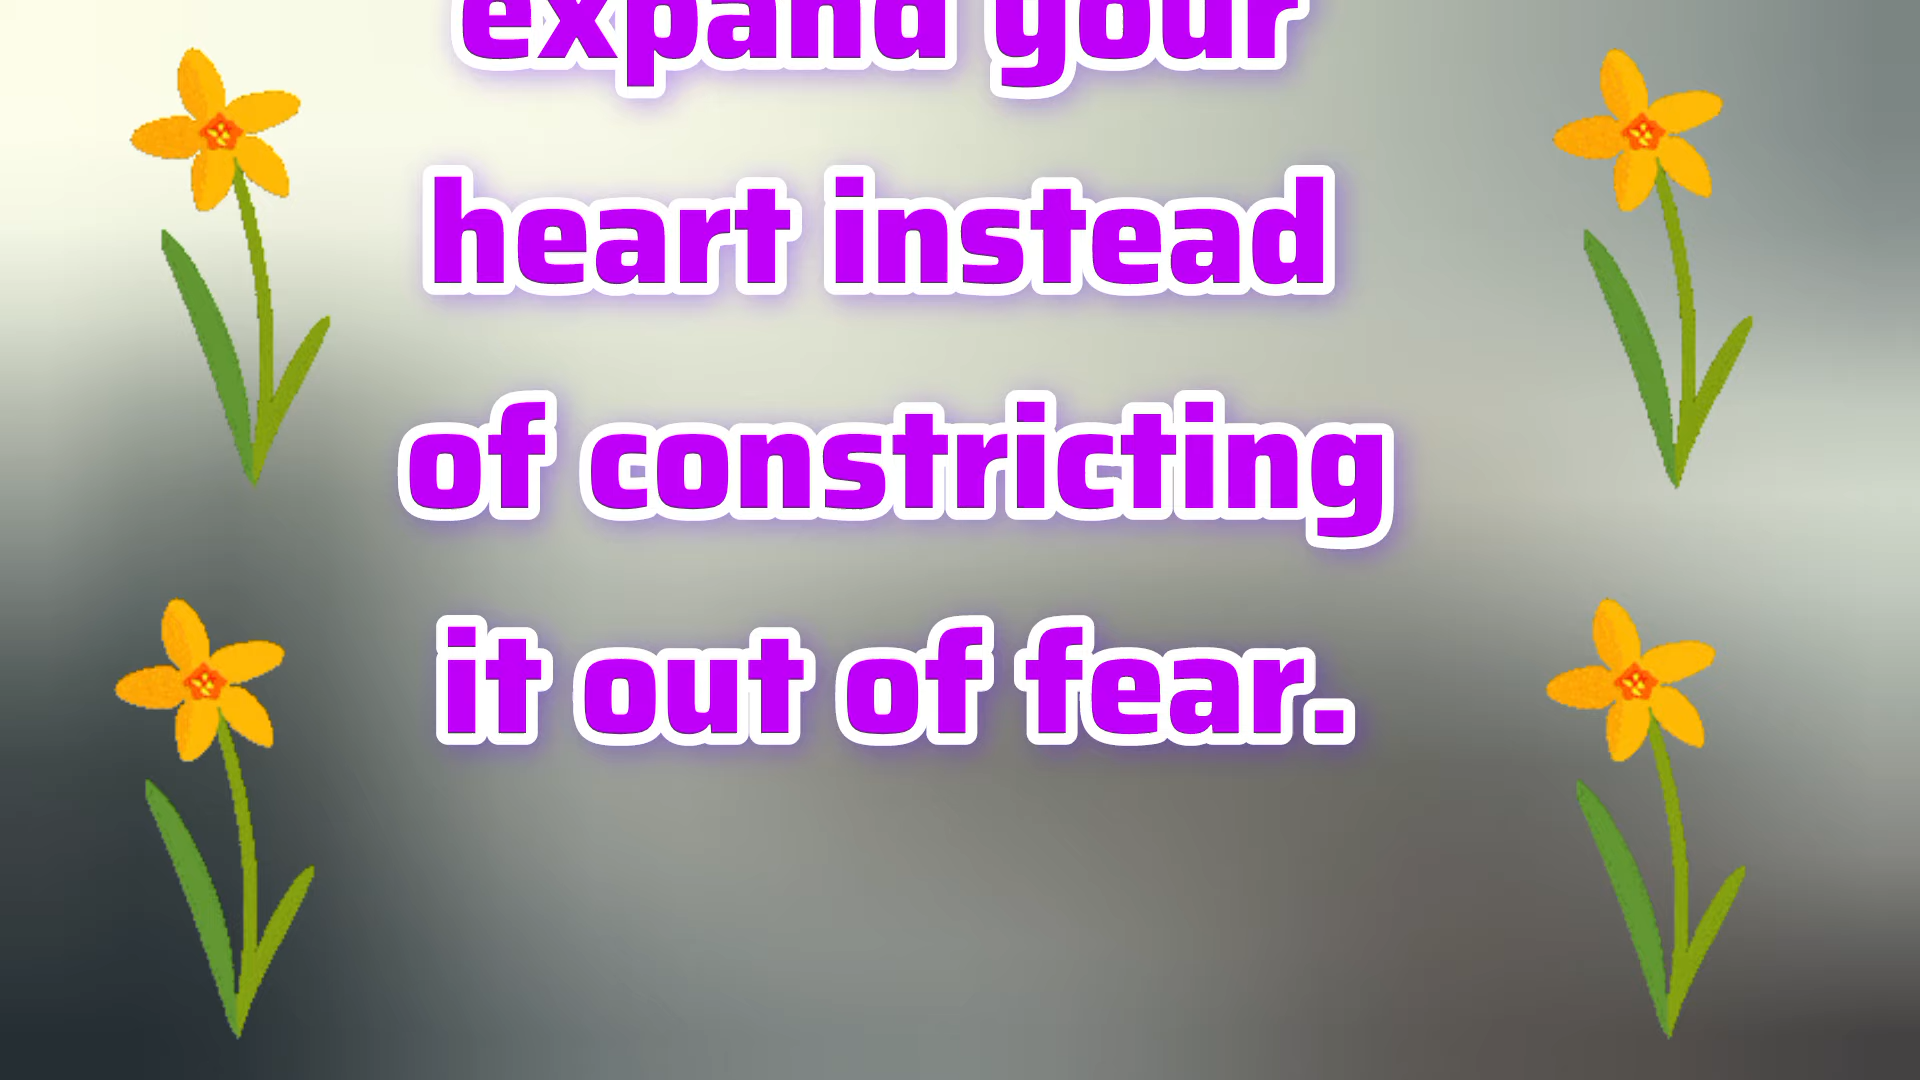 expand your
heart instead
of constricting
it out of fear.